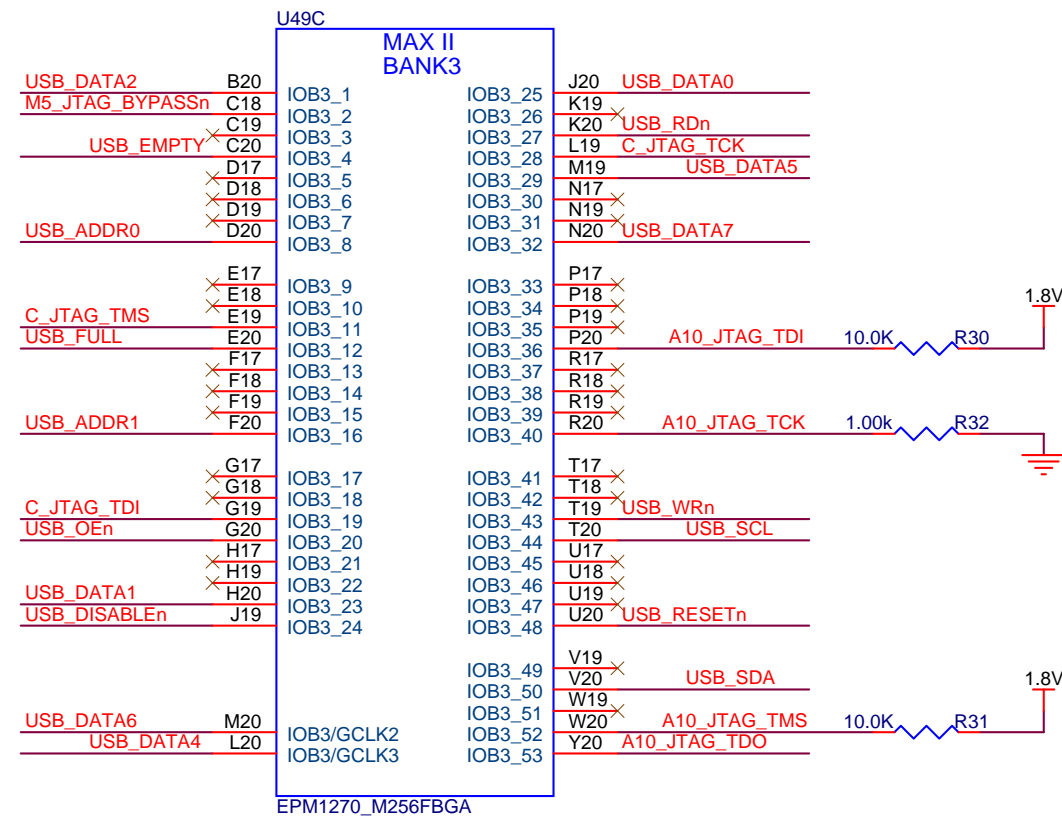 U49C
MAX II
BANK3
USB_DATA2 B20 IOB3_1 IOB3_25 J20 USB_DATA0
M5_JTAG_BYPASSn C18 IOB3_2 IOB3_26 K19
C19 IOB3_3 IOB3_27 K20 USB_RDn
USB_EMPTY C20 IOB3_4 IOB3_28 L19 C_JTAG_TCK
D17 IOB3_5 IOB3_29 M19 USB_DATA5
D18 IOB3_6 IOB3_30 N17
D19 IOB3_7 IOB3_31 N19
USB_ADDR0 D20 IOB3_8 IOB3_32 N20 USB_DATA7
E17 IOB3_9 IOB3_33 P17
E18 IOB3_10 IOB3_34 P18
1.8V
C_JTAG_TMS E19 IOB3_11 IOB3_35 P19
USB_FULL E20 IOB3_12 IOB3_36 P20 A10_JTAG_TDI 10.0K R30
F17 IOB3_13 IOB3_37 R17
F18 IOB3_14 IOB3_38 R18
F19 IOB3_15 IOB3_39 R19
USB_ADDR1 F20 IOB3_16 IOB3_40 R20 A10_JTAG_TCK 1.00k R32
G17 IOB3_17 IOB3_41 T17
G18 IOB3_18 IOB3_42 T18
C_JTAG_TDI G19 IOB3_19 IOB3_43 T19 USB_WRn
USB_OEn G20 IOB3_20 IOB3_44 T20 USB_SCL
H17 IOB3_21 IOB3_45 U17
H19 IOB3_22 IOB3_46 U18
USB_DATA1 H20 IOB3_23 IOB3_47 U19
USB_DISABLEn J19 IOB3_24 IOB3_48 U20 USB_RESETn
IOB3_49 V19
IOB3_50 V20 USB_SDA 1.8V
IOB3_51 W19
USB_DATA6 M20 IOB3/GCLK2 IOB3_52 W20 A10_JTAG_TMS 10.0K R31
USB_DATA4 L20 IOB3/GCLK3 IOB3_53 Y20 A10_JTAG_TDO
EPM1270_M256FBGA